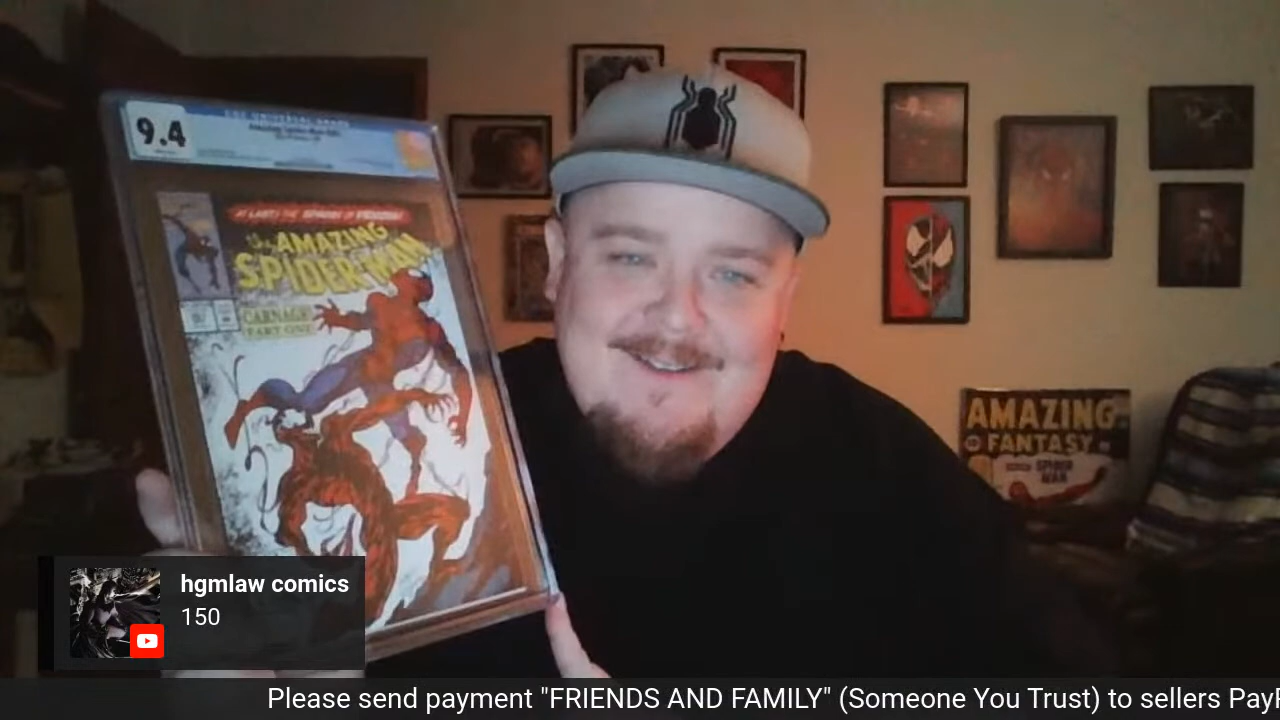 9.4
AT LAST! THE SPAWN OF VENOM!
THE AMAZING
SPIDER-MAN
CARNAGE
PART ONE
AMAZING
FANTASY
SPIDER
MAN
hgmlaw comics
150
Please send payment "FRIENDS AND FAMILY" (Someone You Trust) to sellers PayP